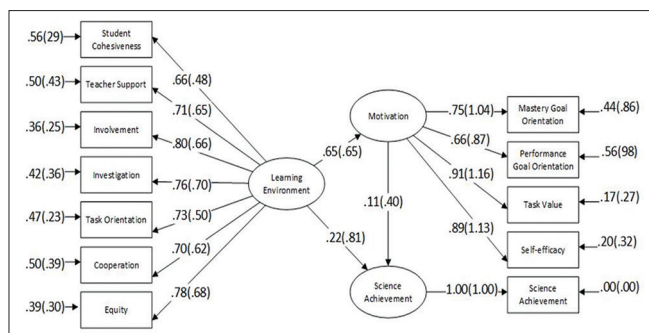 .56(29)
Student
Cohesiveness
.66(.48)
.50(.43)
Teacher Support
.71(.65)
.36(.25)
Involvement
.80(.66)
.42(.36)
Investigation
.76(.70)
.47(.23)
Task Orientation
.73(.50)
.50(.39)
Cooperation
.70(.62)
.39(.30)
Equity
.78(.68)
Learning
Environment
.65(.65)
.22(.81)
Motivation
.11(.40)
Science
Achievement
.75(1.04)
Mastery Goal
Orientation
.44(.86)
.66(.87)
Performance
Goal Orientation
.56(98)
.91(1.16)
Task Value
.17(.27)
.89(1.13)
Self-efficacy
.20(.32)
1.00(1.00)
Science
Achievement
.00(.00)